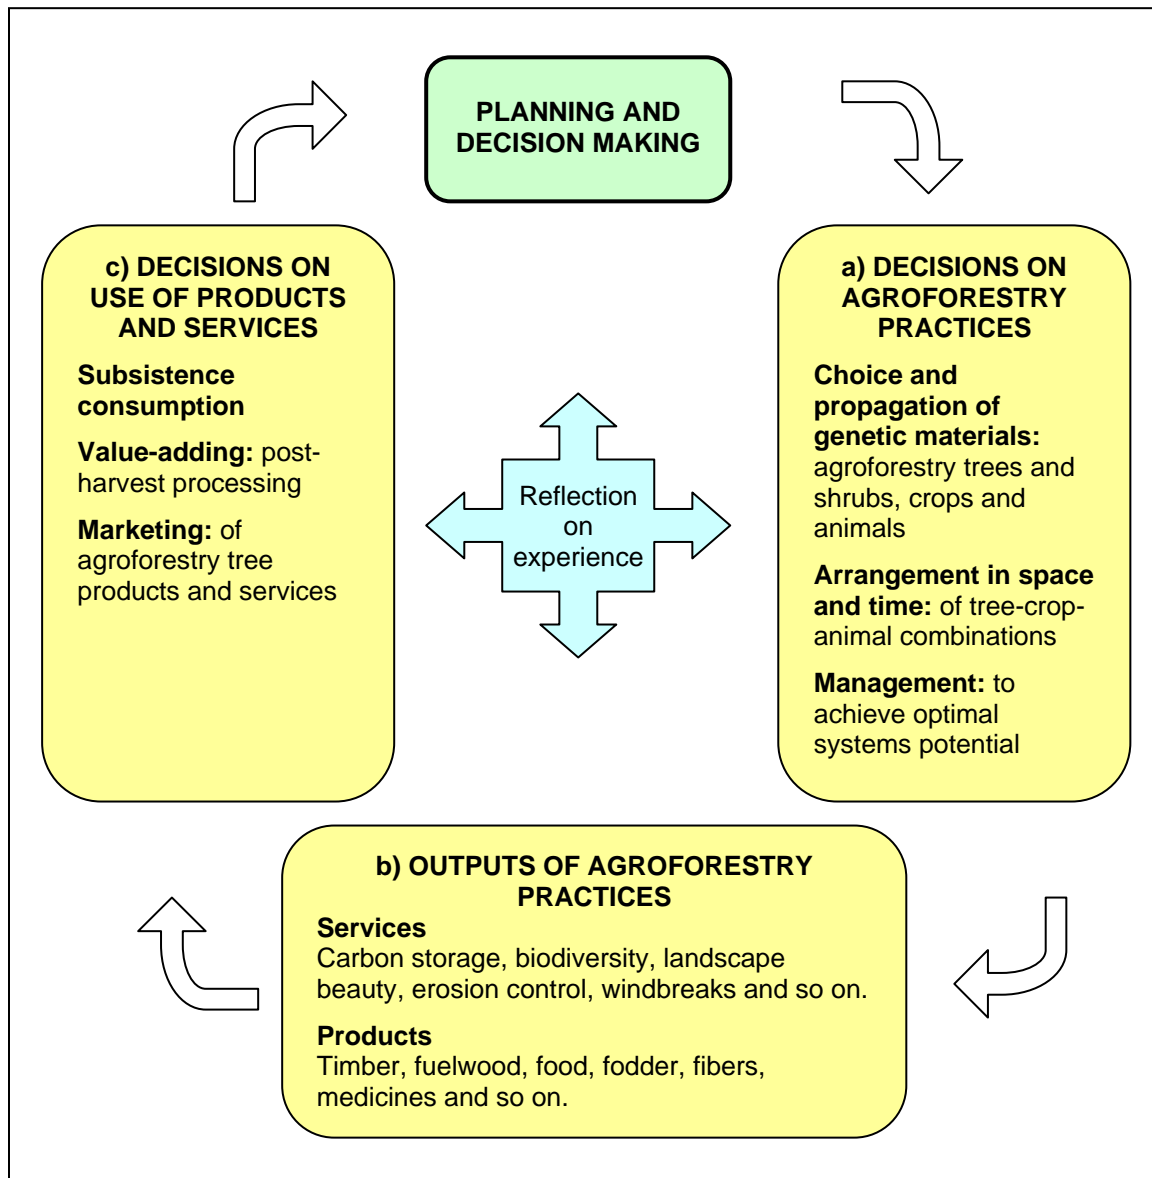 PLANNING AND
DECISION MAKING
c) DECISIONS ON
USE OF PRODUCTS
AND SERVICES
Subsistence
consumption
Value-adding: post-
harvest processing
Marketing: of
agroforestry tree
products and services
Reflection
on
experience
a) DECISIONS ON
AGROFORESTRY
PRACTICES
Choice and
propagation of
genetic materials:
agroforestry trees and
shrubs, crops and
animals
Arrangement in space
and time: of tree-crop-
animal combinations
Management: to
achieve optimal
systems potential
b) OUTPUTS OF AGROFORESTRY
PRACTICES
Services
Carbon storage, biodiversity, landscape
beauty, erosion control, windbreaks and so on.
Products
Timber, fuelwood, food, fodder, fibers,
medicines and so on.